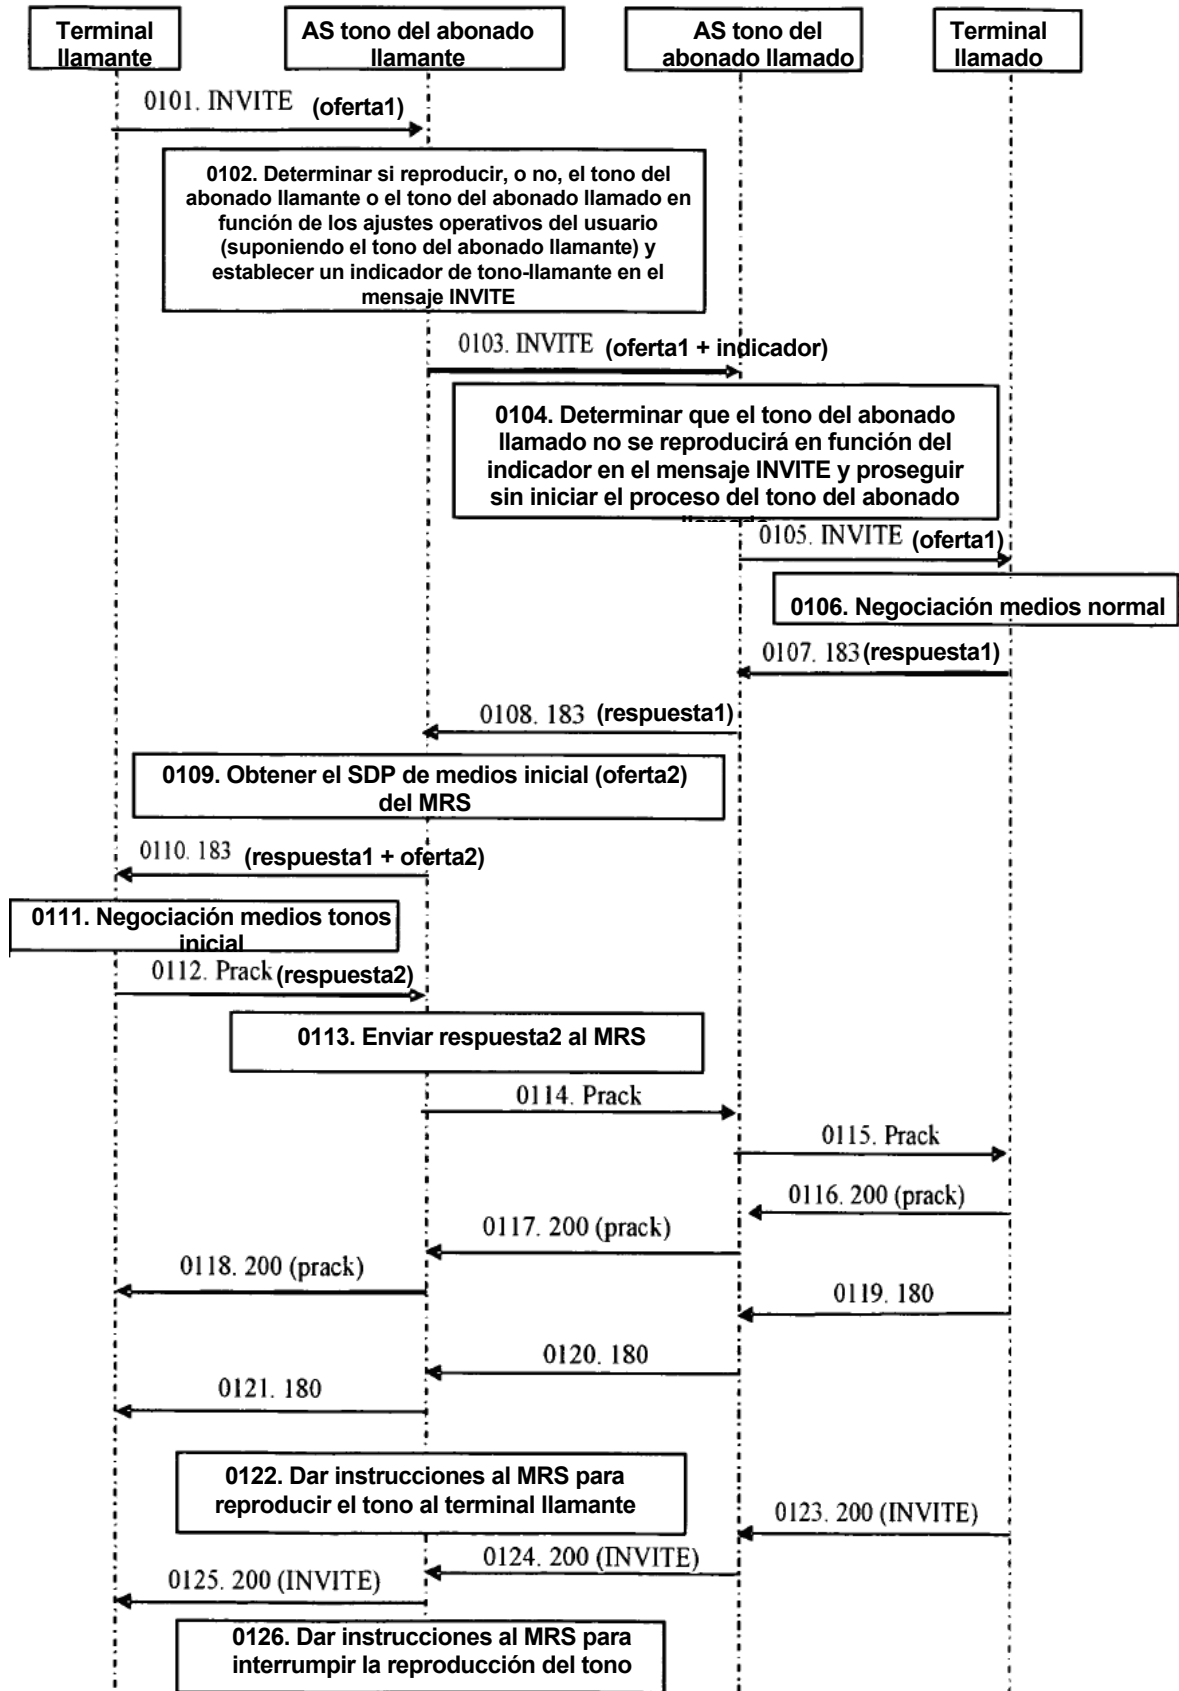 Terminal
llamante
AS tono del abonado
llamante
AS tono del
abonado llamado
Terminal
llamado
0101. INVITE (oferta1)
0102. Determinar si reproducir, o no, el tono del
abonado llamante o el tono del abonado llamado en
función de los ajustes operativos del usuario
(suponiendo el tono del abonado llamante) y
establecer un indicador de tono-llamante en el
mensaje INVITE
0103. INVITE (oferta1 + indicador)
0104. Determinar que el tono del abonado
llamado no se reproducirá en función del
indicador en el mensaje INVITE y proseguir
sin iniciar el proceso del tono del abonado
llamado
0105. INVITE (oferta1)
0106. Negociación medios normal
0107. 183 (respuesta1)
0108. 183 (respuesta1)
0109. Obtener el SDP de medios inicial (oferta2)
del MRS
0110. 183 (respuesta1 + oferta2)
0111. Negociación medios tonos
inicial
0112. Prack (respuesta2)
0113. Enviar respuesta2 al MRS
0114. Prack
0115. Prack
0116. 200 (prack)
0117. 200 (prack)
0118. 200 (prack)
0119. 180
0120. 180
0121. 180
0122. Dar instrucciones al MRS para
reproducir el tono al terminal llamante
0123. 200 (INVITE)
0124. 200 (INVITE)
0125. 200 (INVITE)
0126. Dar instrucciones al MRS para
interrumpir la reproducción del tono